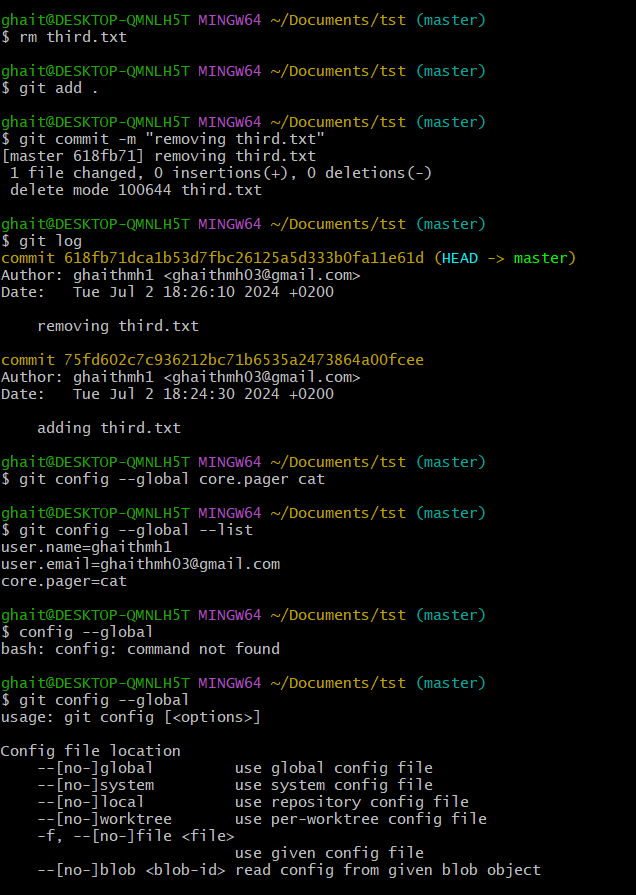 ghait@DESKTOP-QMNLH5T MINGW64 ~/Documents/tst (master)
$ rm third.txt

ghait@DESKTOP-QMNLH5T MINGW64 ~/Documents/tst (master)
$ git add .

ghait@DESKTOP-QMNLH5T MINGW64 ~/Documents/tst (master)
$ git commit -m "removing third.txt"
[master 618fb71] removing third.txt
 1 file changed, 0 insertions(+), 0 deletions(-)
 delete mode 100644 third.txt

ghait@DESKTOP-QMNLH5T MINGW64 ~/Documents/tst (master)
$ git log
commit 618fb71dca1b53d7fbc26125a5d333b0fa11e61d (HEAD -> master)
Author: ghaithmh1 <ghaithmh03@gmail.com>
Date:   Tue Jul 2 18:26:10 2024 +0200

    removing third.txt

commit 75fd602c7c936212bc71b6535a2473864a00fcee
Author: ghaithmh1 <ghaithmh03@gmail.com>
Date:   Tue Jul 2 18:24:30 2024 +0200

    adding third.txt

ghait@DESKTOP-QMNLH5T MINGW64 ~/Documents/tst (master)
$ git config --global core.pager cat

ghait@DESKTOP-QMNLH5T MINGW64 ~/Documents/tst (master)
$ git config --global --list
user.name=ghaithmh1
user.email=ghaithmh03@gmail.com
core.pager=cat

ghait@DESKTOP-QMNLH5T MINGW64 ~/Documents/tst (master)
$ config --global
bash: config: command not found

ghait@DESKTOP-QMNLH5T MINGW64 ~/Documents/tst (master)
$ git config --global
usage: git config [<options>]

Config file location
    --[no-]global         use global config file
    --[no-]system         use system config file
    --[no-]local          use repository config file
    --[no-]worktree       use per-worktree config file
    -f, --[no-]file <file>
                          use given config file
    --[no-]blob <blob-id> read config from given blob object